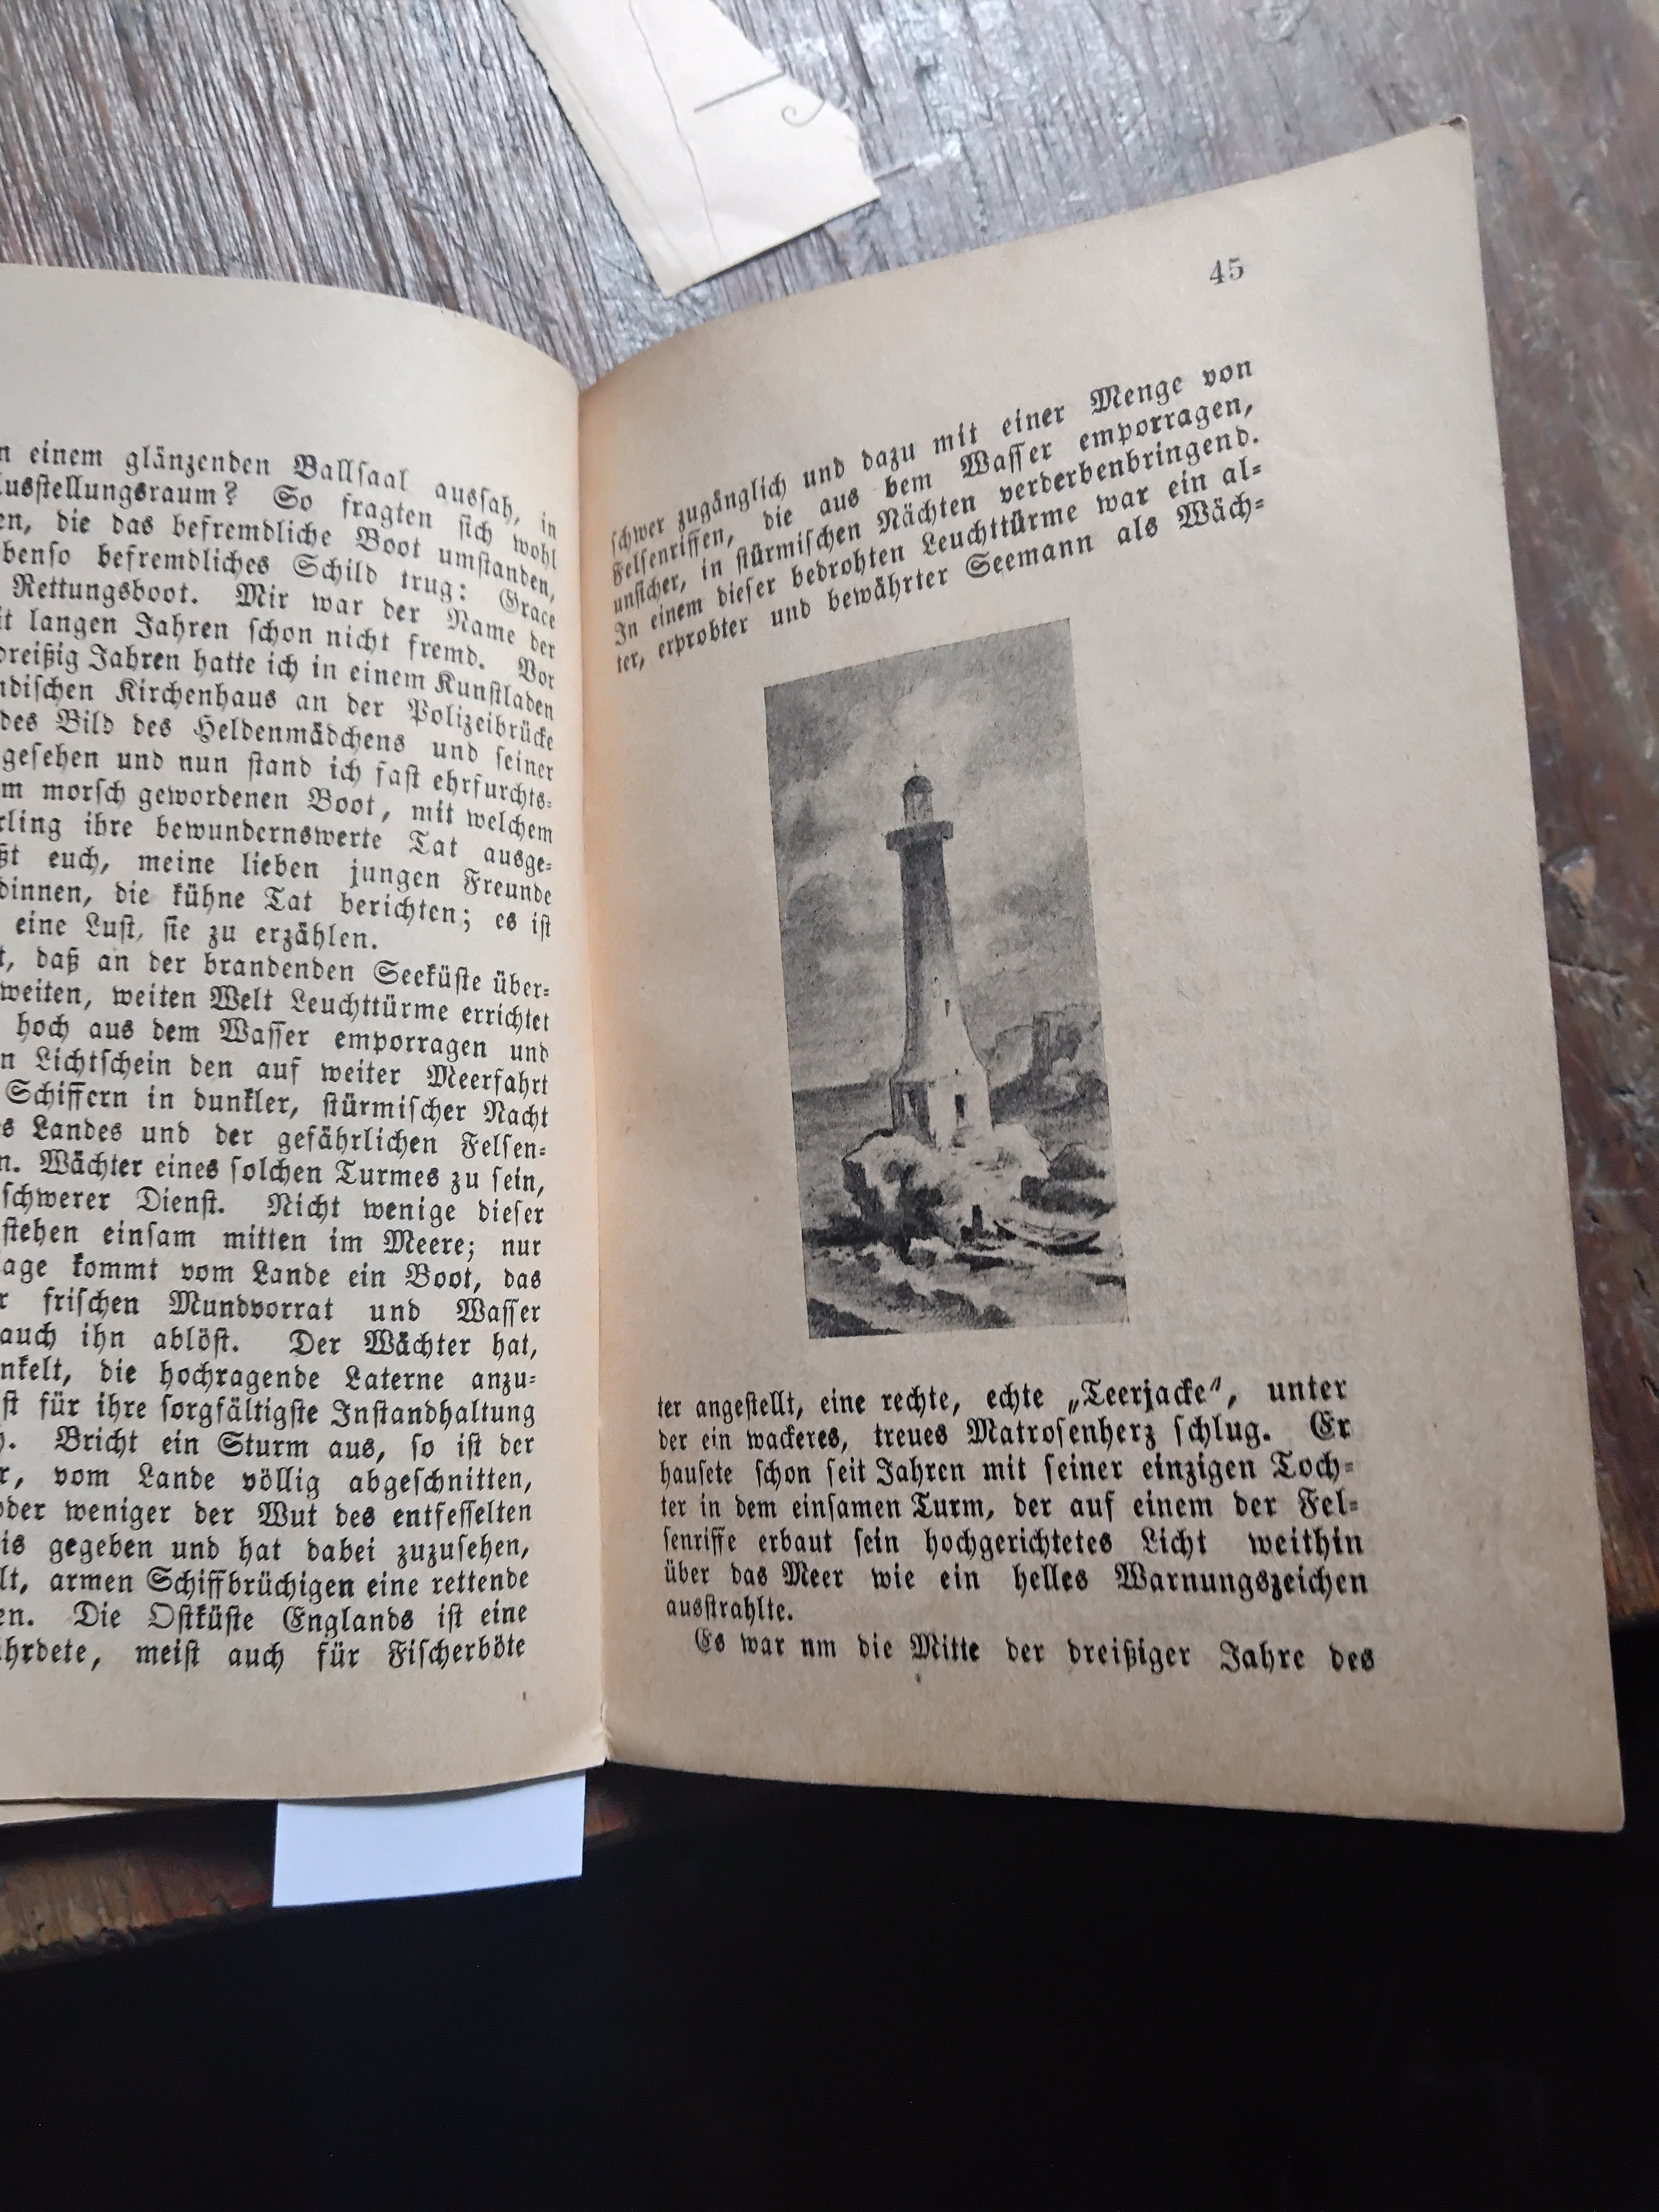 einem glänzenden Ballſaal ausſah, in
usſtellungsraum? So fragten ſich wohl
die das befremdliche Boot umſtanden,
befremdliches Schild trug: Grace
Rettungsboot. Mir war der Name der
langen Jahren ſchon nicht fremd. Vor
dreißig Jahren hatte ich in einem Kunſtladen
ndiſchen Kirchenhaus an der Polizeibrücke
des Bild des Heldenmädchens und ſeiner
geſehen und nun ſtand ich faſt ehrfurchts-
m morſch gewordenen Boot, mit welchem
rling ihre bewundernswerte Tat ausge-
ßt euch, meine lieben jungen Freunde
dinnen, die kühne Tat berichten; es iſt
eine Luſt, ſie zu erzählen.
t, daß an der brandenden Seeküſte über-
weiten, weiten Welt Leuchttürme errichtet
hoch aus dem Waſſer emporragen und
n Lichtſchein den auf weiter Meerfahrt
Schiffern in dunkler, ſtürmiſcher Nacht
s Landes und der gefährlichen Felſen-
n. Wächter eines ſolchen Turmes zu ſein,
ſchwerer Dienſt. Nicht wenige dieſer
ſtehen einſam mitten im Meere; nur
age kommt vom Lande ein Boot, das
r friſchen Mundvorrat und Waſſer
auch ihn ablöſt. Der Wächter hat,
nkelt, die hochragende Laterne anzu-
ſt für ihre ſorgfältigſte Inſtandhaltung
). Bricht ein Sturm aus, ſo iſt der
r, vom Lande völlig abgeſchnitten,
oder weniger der Wut des entfeſſelten
is gegeben und hat dabei zuzuſehen,
lt, armen Schiffbrüchigen eine rettende
en. Die Oſtküſte Englands iſt eine
hrdete, meiſt auch für Fiſcherböte
45
ſchwer zugänglich und dazu mit einer Menge von
Felſenriffen, die aus bem Waſſer emporragen,
unſicher, in ſtürmiſchen Nächten verderbenbringend.
In einem dieſer bedrohten Leuchttürme war ein al-
ter, erprobter und bewährter Seemann als Wäch-
ter angeſtellt, eine rechte, echte „Teerjacke", unter
der ein wackeres, treues Matroſenherz ſchlug. Er
hauſete ſchon ſeit Jahren mit ſeiner einzigen Toch-
ter in dem einſamen Turm, der auf einem der Fel-
ſenriffe erbaut ſein hochgerichtetes Licht weithin
über das Meer wie ein helles Warnungszeichen
ausſtrahlte.
Es war nm die Mitte der dreißiger Jahre des